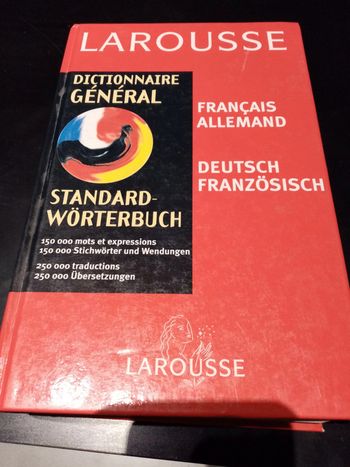 LAROUSSE
DICTIONNAIRE
GÉNÉRAL
FRANÇAIS
ALLEMAND
DEUTSCH
FRANZÖSISCH
STANDARD-
WÖRTERBUCH
150 000 mots et expressions
150 000 Stichwörter und Wendungen
250 000 traductions
250 000 Übersetzungen
LAROUSSE